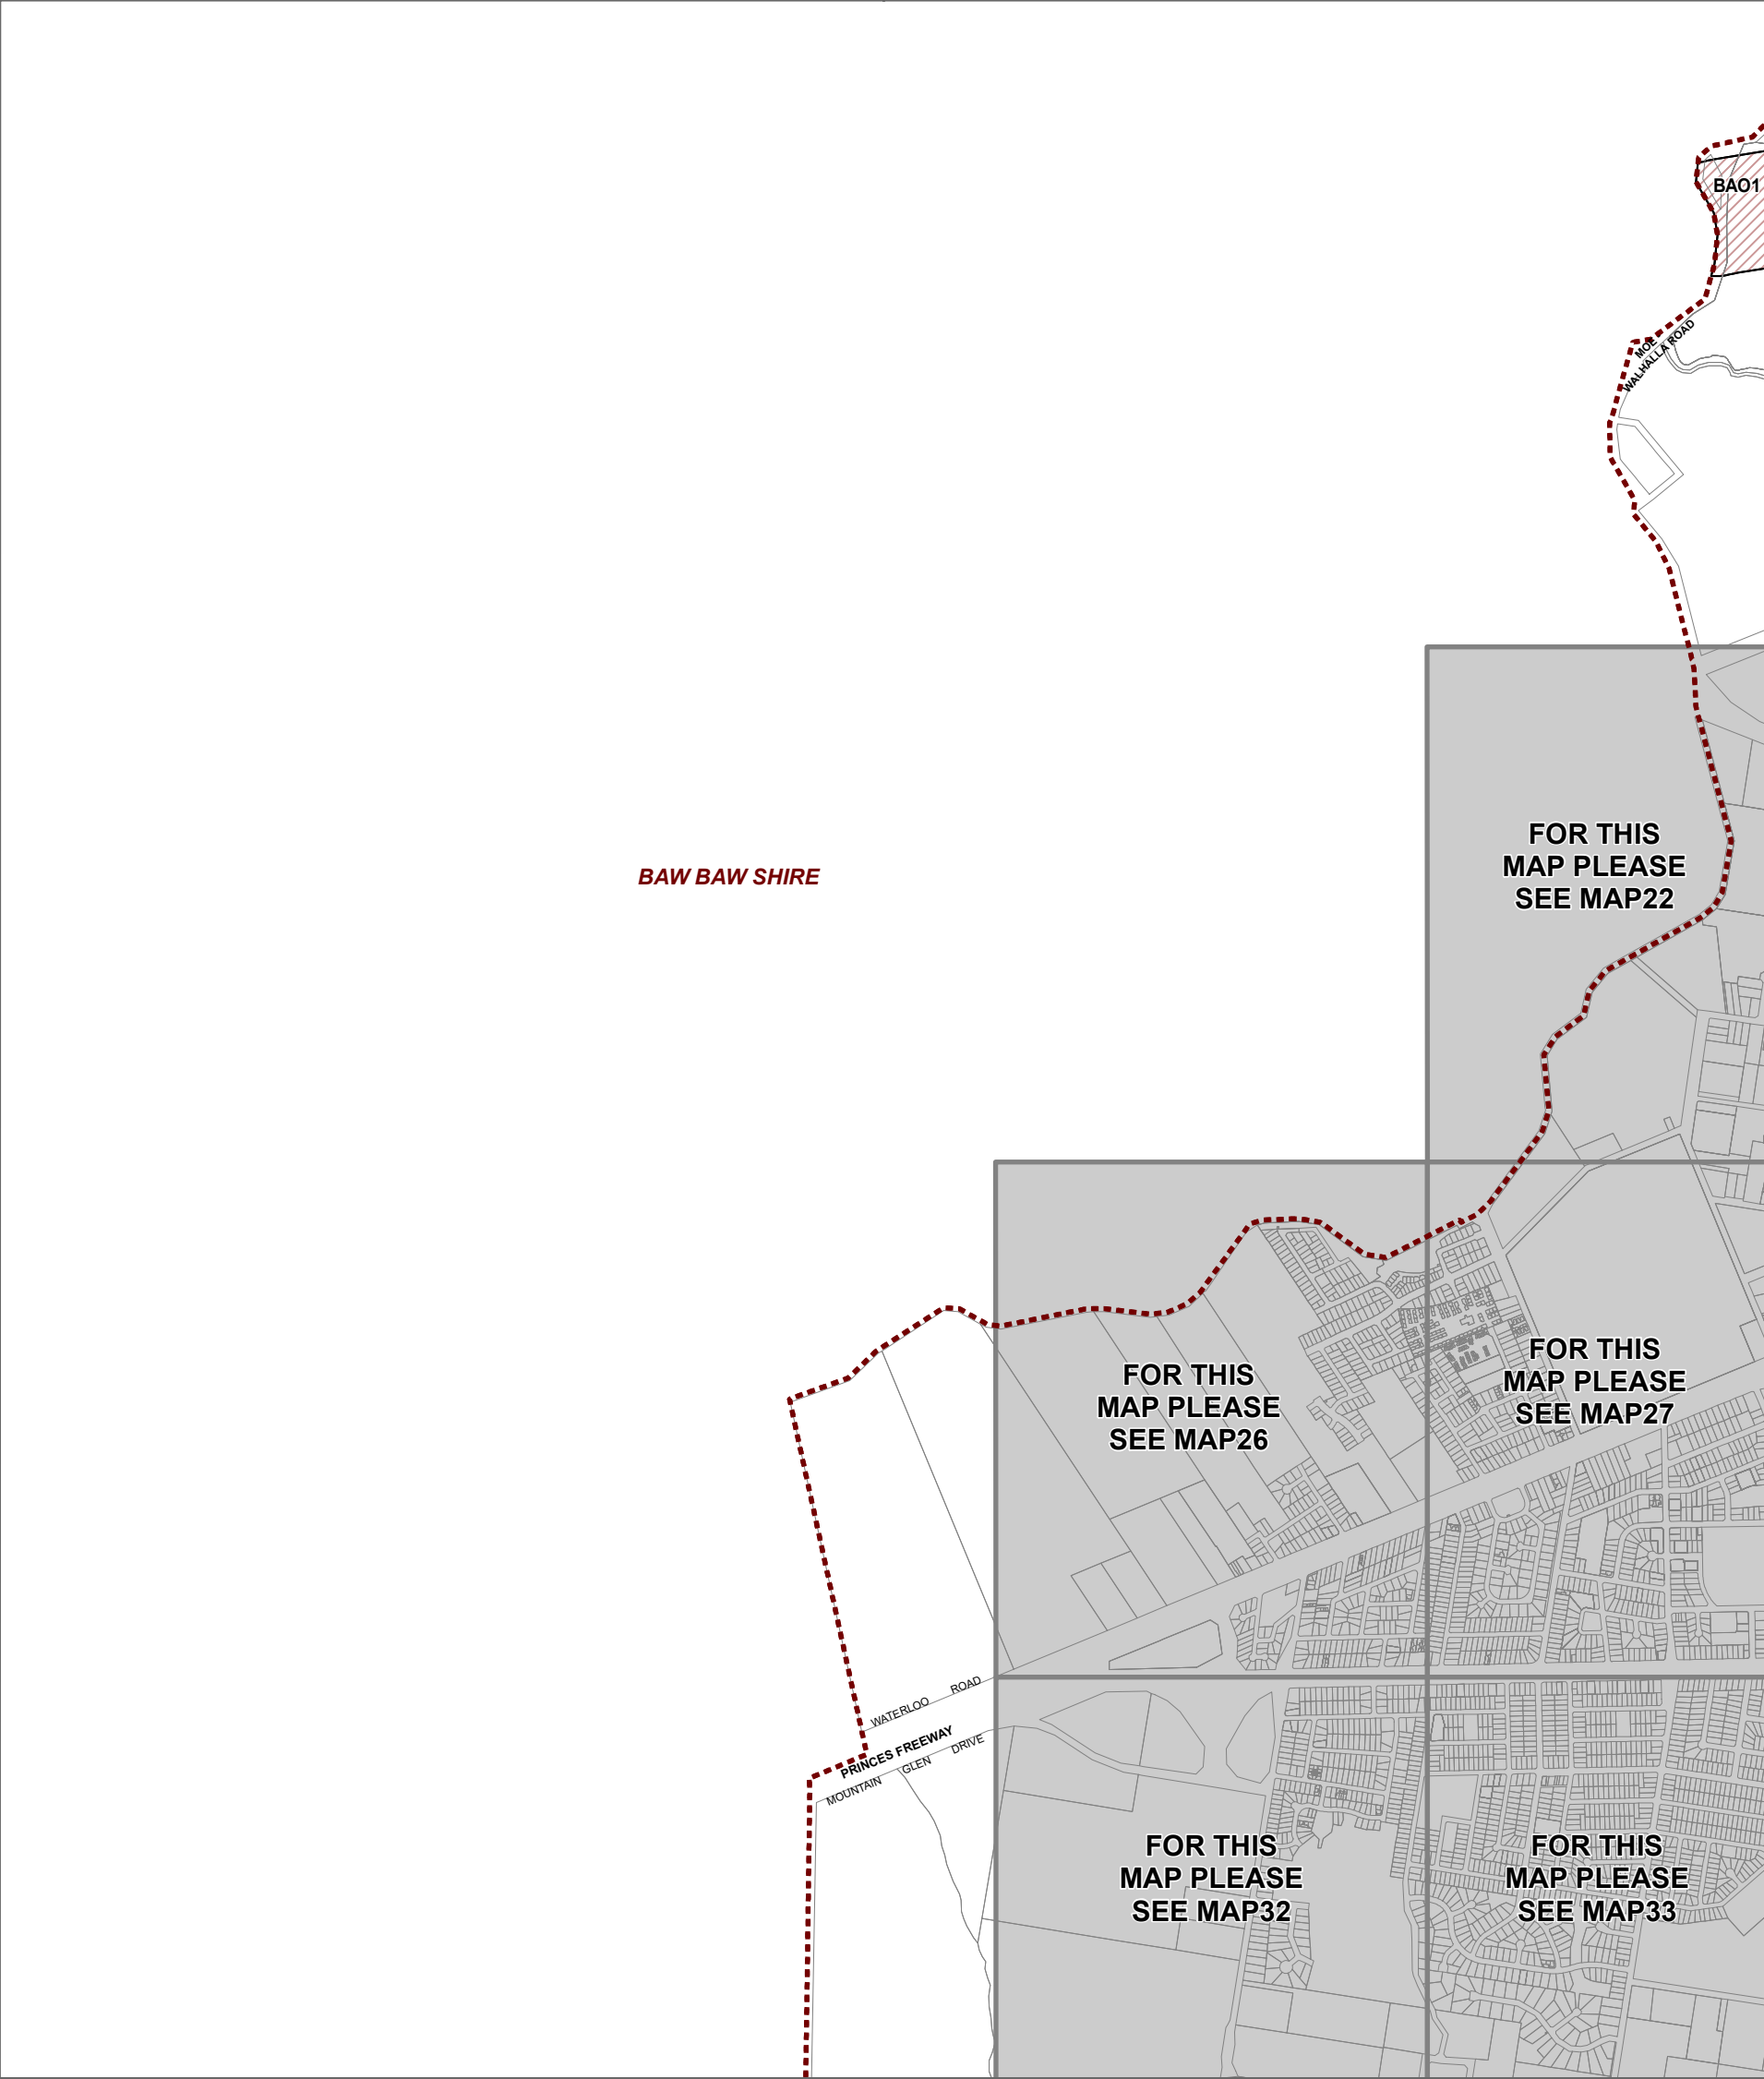 BAO1
MOE
WALHALLA ROAD
FOR THIS
MAP PLEASE
SEE MAP22
BAW BAW SHIRE
FOR THIS
MAP PLEASE
SEE MAP26
FOR THIS
MAP PLEASE
SEE MAP27
WATERLOO ROAD
PRINCES FREEWAY
MOUNTAIN GLEN DRIVE
FOR THIS
MAP PLEASE
SEE MAP32
FOR THIS
MAP PLEASE
SEE MAP33